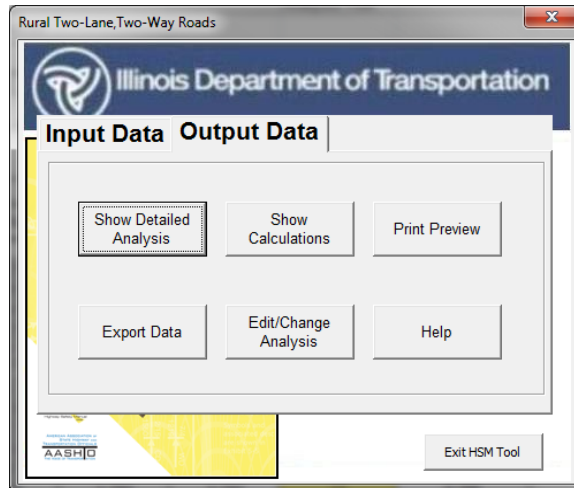 Rural Two-Lane,Two-Way Roads
X
Illinois Department of Transportation
Input Data Output Data
Show Detailed
Analysis
Show
Calculations
Print Preview
Export Data
Edit/Change
Analysis
Help
AASHTO
Exit HSM Tool